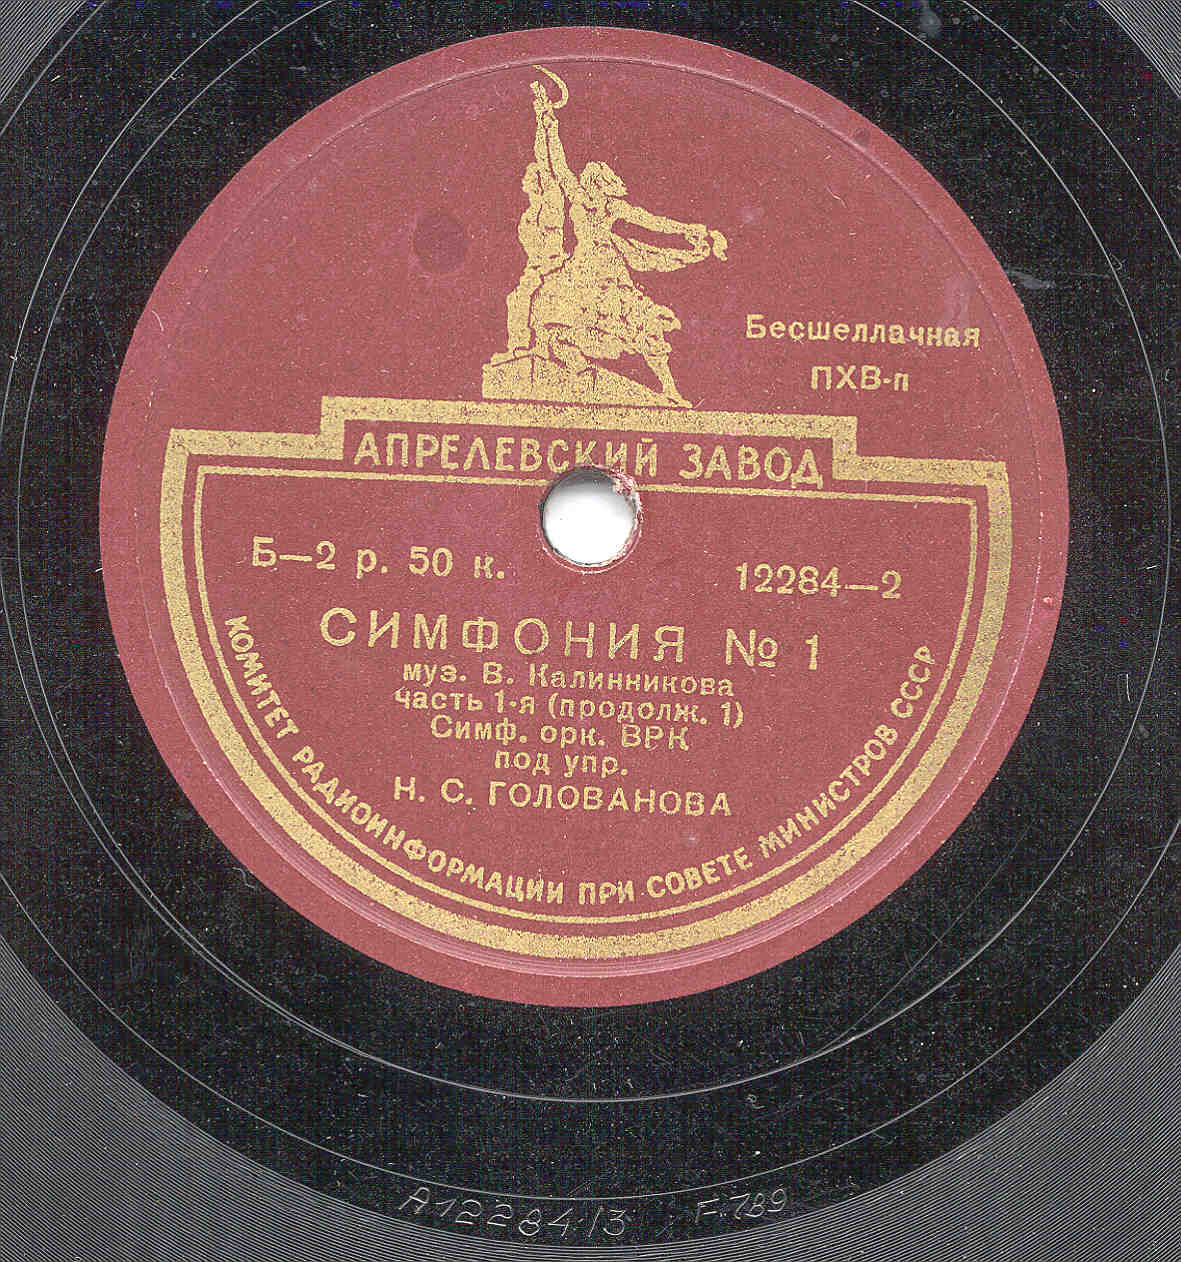 Бесшеллачная
ПХВ-п
АПРЕЛЕВСКИЙ ЗАВОД
Б—2 р. 50 к.
12284—2
СИМФОНИЯ № 1
муз. В. Калинникова
часть 1-я (продолж. 1)
Симф. орк. ВРК
под упр.
Н. С. ГОЛОВАНОВА
КОМИТЕТ РАДИОИНФОРМАЦИИ ПРИ СОВЕТЕ МИНИСТРОВ СССР
А12284/3 F.789